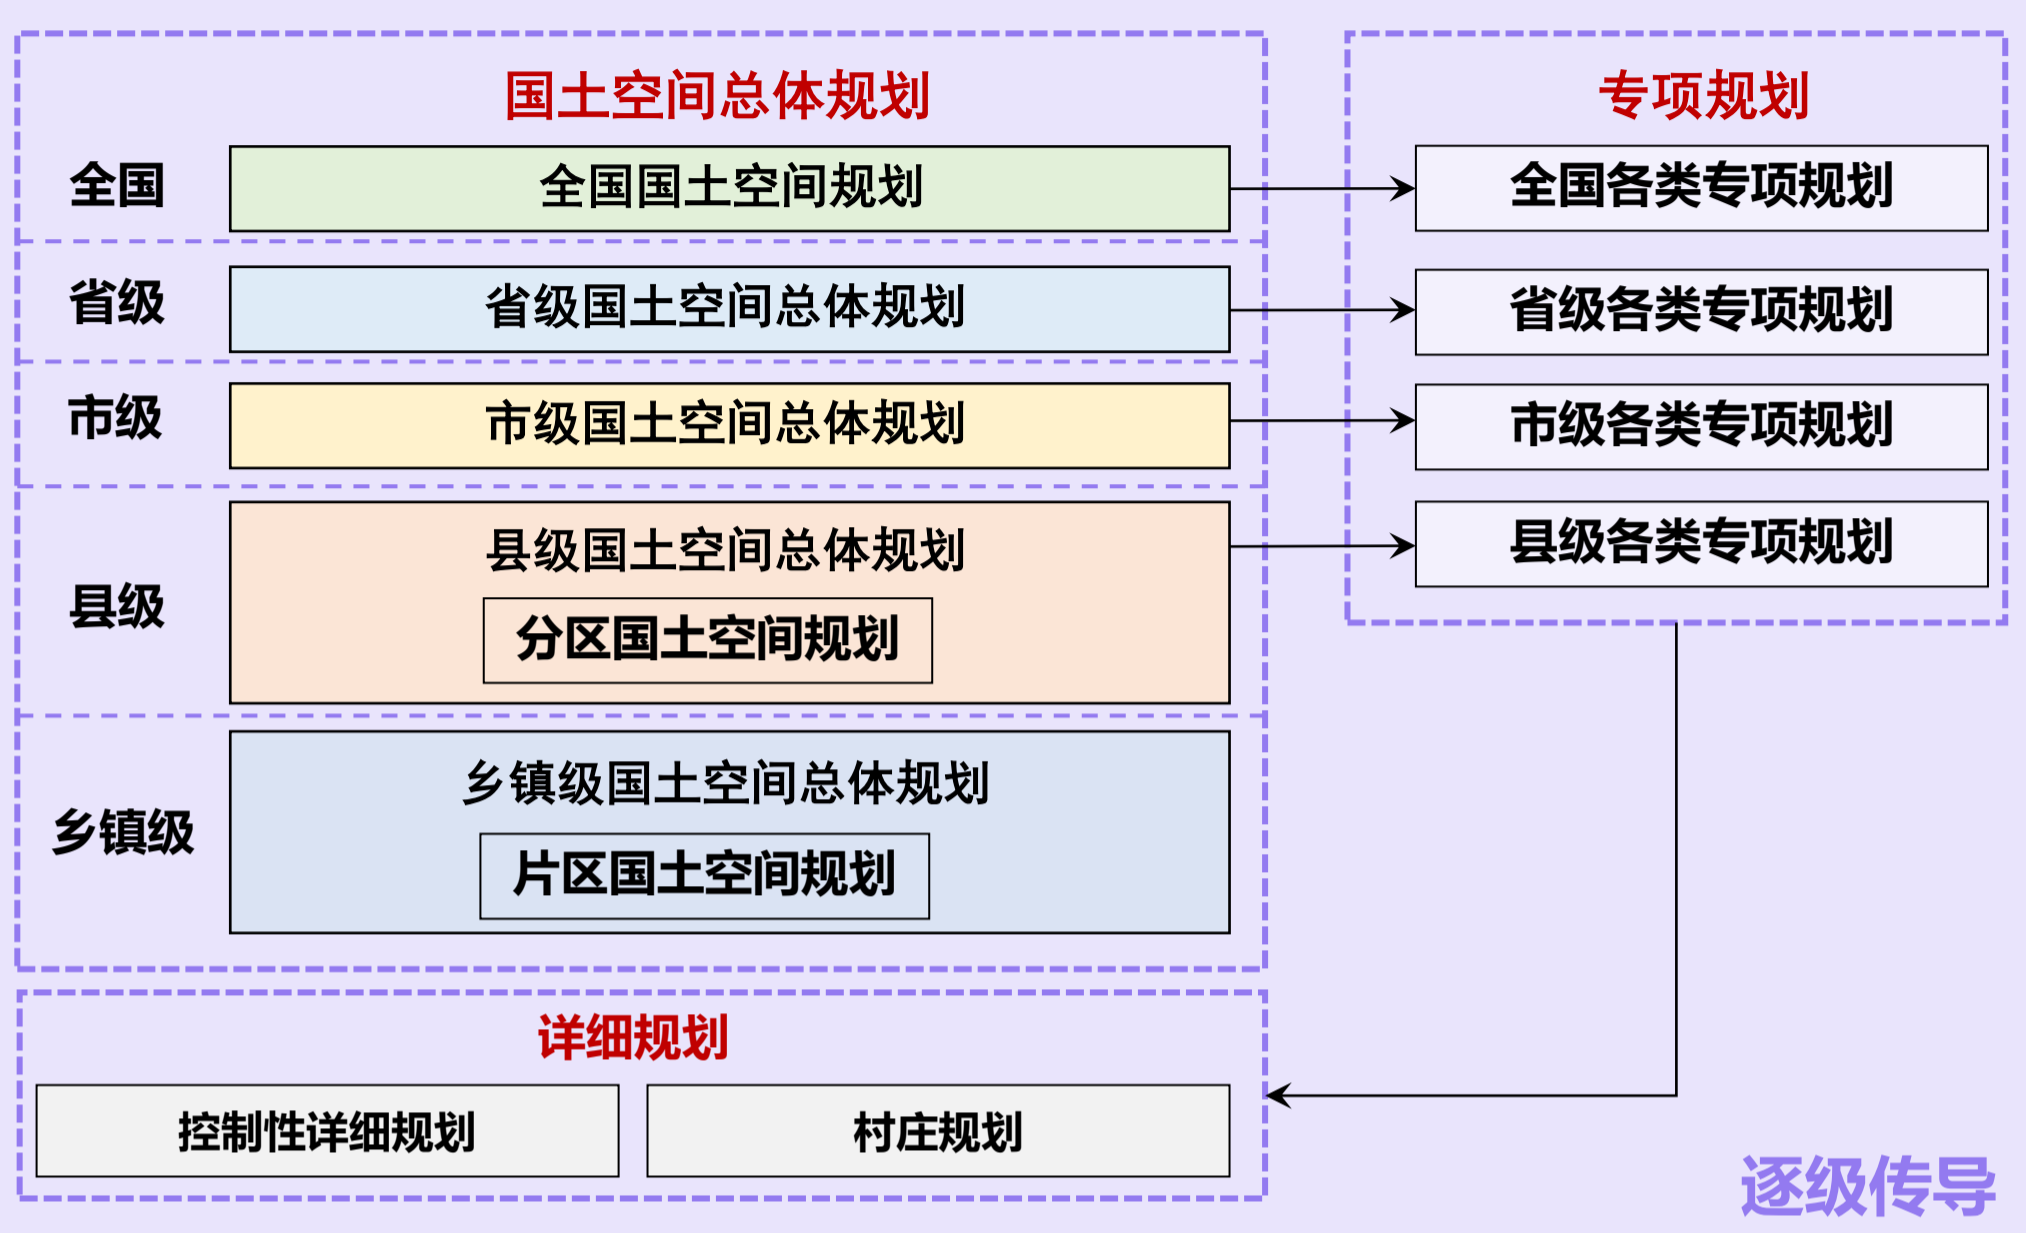 国土空间总体规划
全国
全国国土空间规划
省级
省级国土空间总体规划
市级
市级国土空间总体规划
县级
县级国土空间总体规划
分区国土空间规划
乡镇级
乡镇级国土空间总体规划
片区国土空间规划
专项规划
全国各类专项规划
省级各类专项规划
市级各类专项规划
县级各类专项规划
详细规划
控制性详细规划
村庄规划
逐级传导